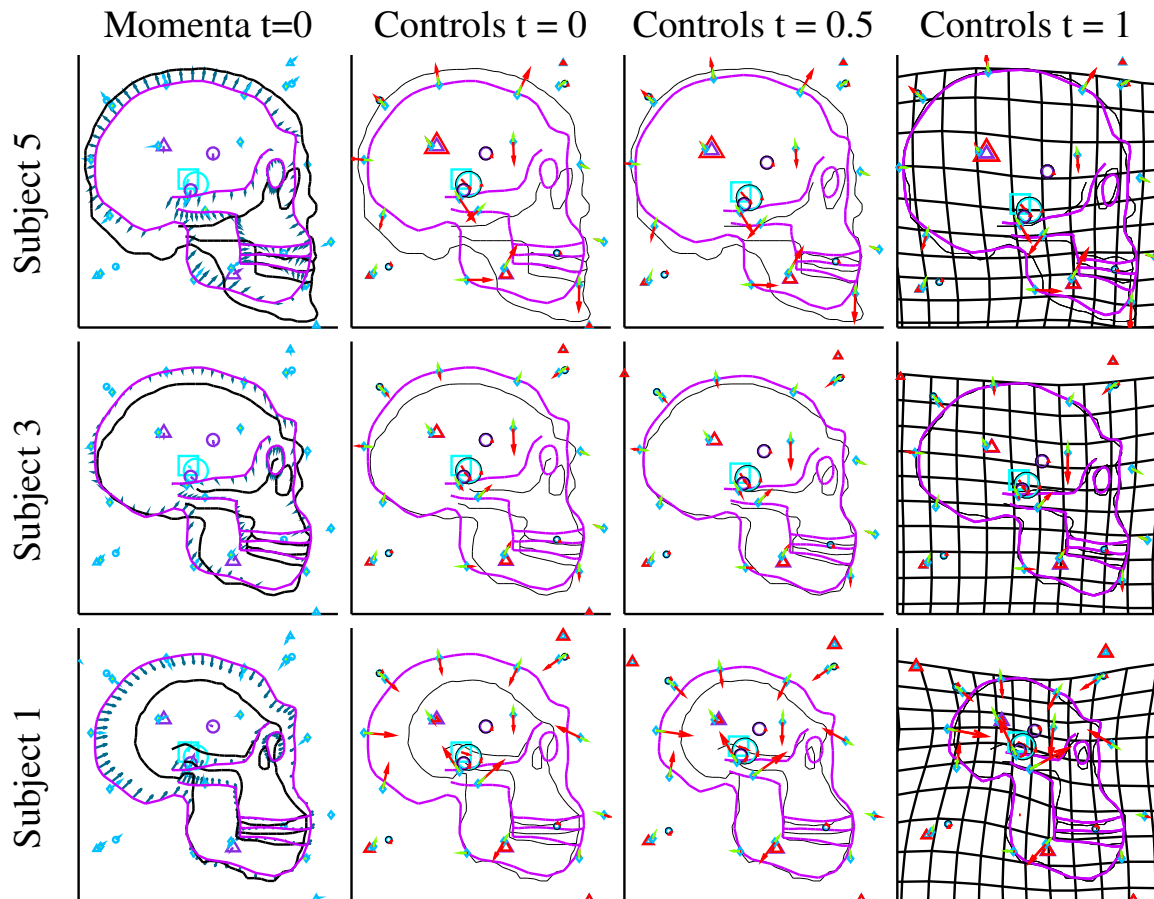 Momenta t=0
Controls t = 0
Controls t = 0.5
Controls t = 1
Subject 5
Subject 3
Subject 1